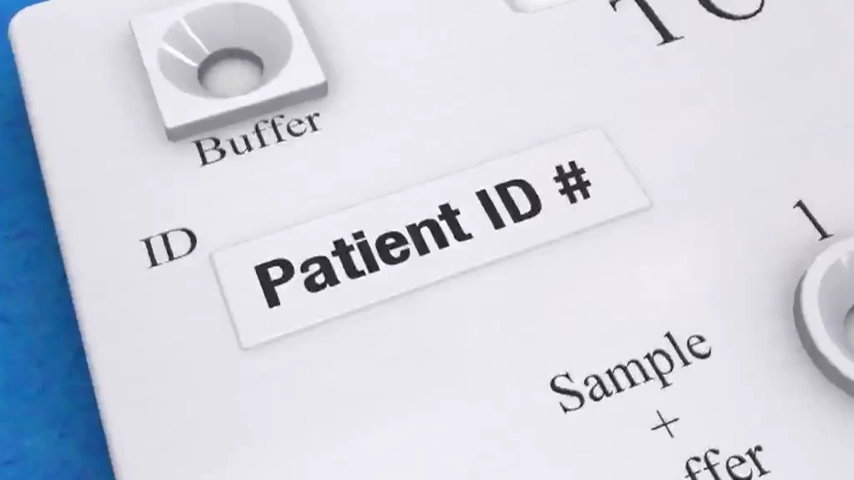 Buffer
ID
Patient ID #
1
Sample
+